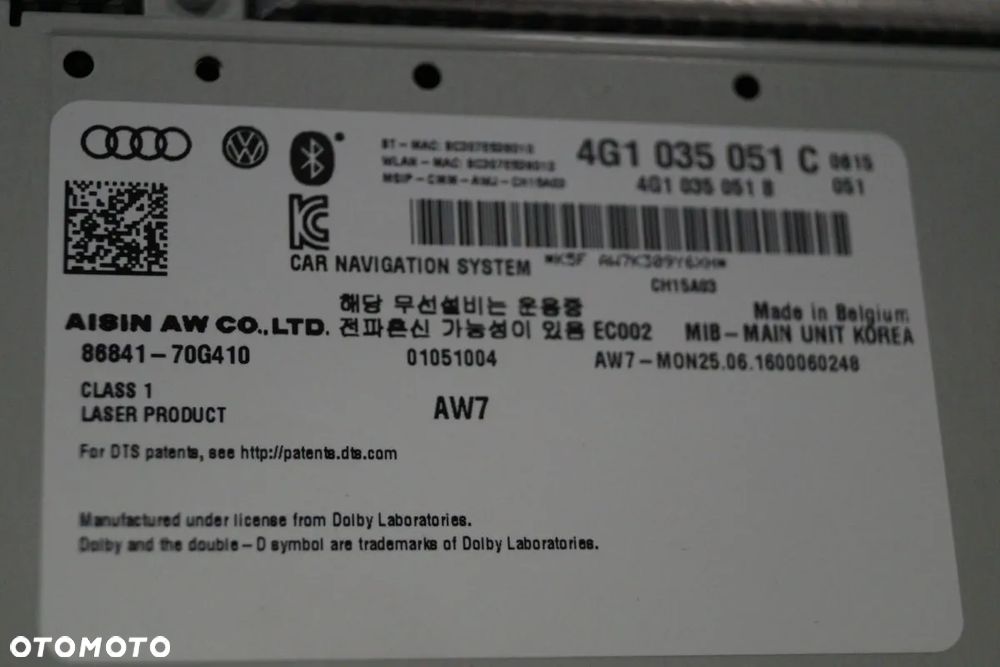 4G1 035 051 C 0615
4G1 035 051 B 051
MSIP-CMM-AWJ-CH15A03
CAR NAVIGATION SYSTEM
CH15A03
해당 무선설비는 운용중
Made in Belgium
AISIN AW CO.,LTD. 전파혼신 가능성이 있음 EC002 MIB-MAIN UNIT KOREA
86841-70G410 01051004 AW7-MON25.06.1600060248
CLASS 1
LASER PRODUCT
AW7
For DTS patents, see http://patents.dts.com
Manufactured under license from Dolby Laboratories.
Dolby and the double-D symbol are trademarks of Dolby Laboratories.
OTOMOTO